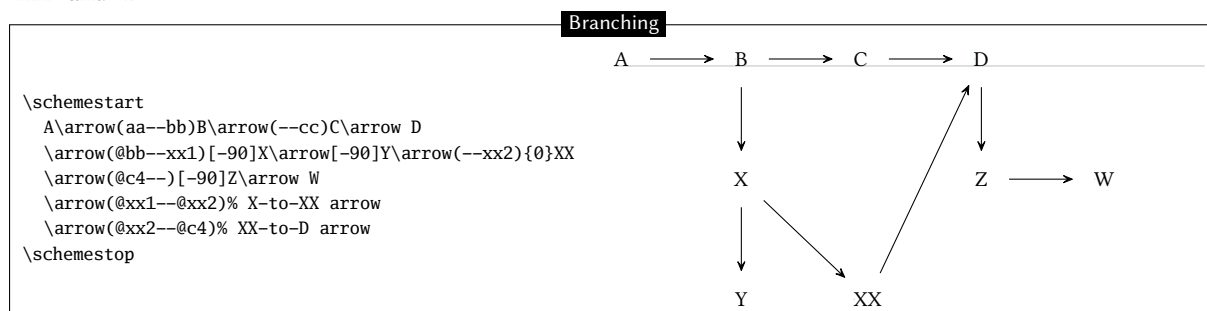 Branching
\schemestart
A\arrow(aa--bb)B\arrow(--cc)C\arrow D
\arrow(@bb--xx1)[-90]X\arrow[-90]Y\arrow(--xx2){0}XX
\arrow(@c4--)[-90]Z\arrow W
\arrow(@xx1--@xx2)% XX-to-XX arrow
\arrow(@xx2--@c4)% XX-to-D arrow
\schemestop
A B C D
X Z W
Y XX